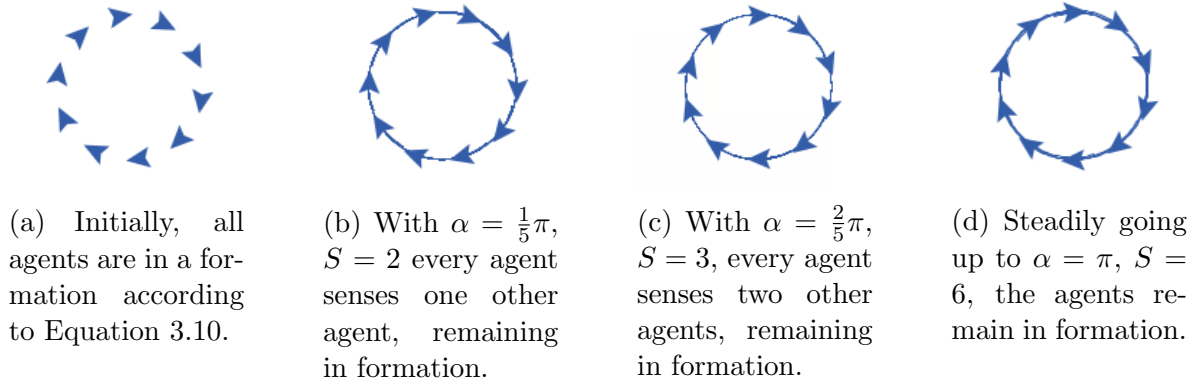 (a) Initially, all
agents are in a for-
mation according
to Equation 3.10.
(b) With α = 1/5 π,
S = 2 every agent
senses one other
agent, remaining
in formation.
(c) With α = 2/5 π,
S = 3, every agent
senses two other
agents, remaining
in formation.
(d) Steadily going
up to α = π, S =
6, the agents re-
main in formation.